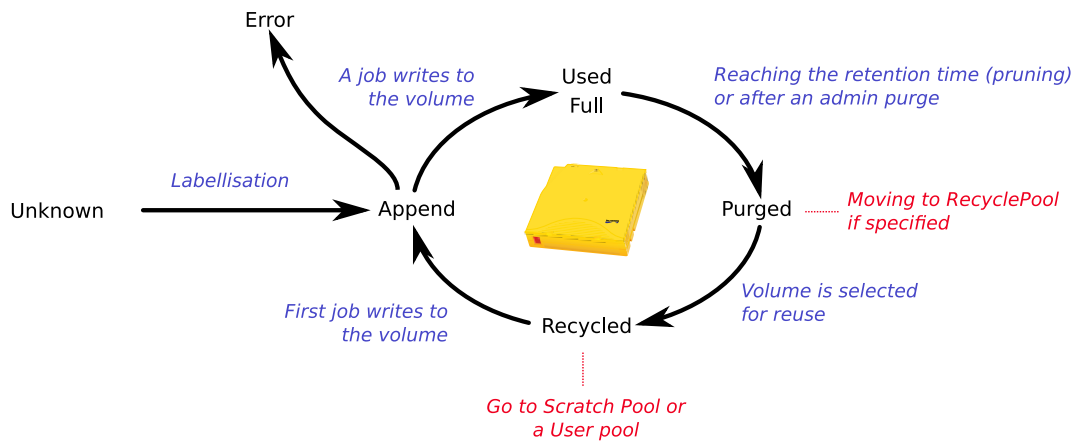 Error
A job writes to
the volume
Used
Full
Reaching the retention time (pruning)
or after an admin purge
Labellisation
Unknown
Append
Purged
Moving to RecyclePool
if specified
First job writes to
the volume
Recycled
Volume is selected
for reuse
Go to Scratch Pool or
a User pool